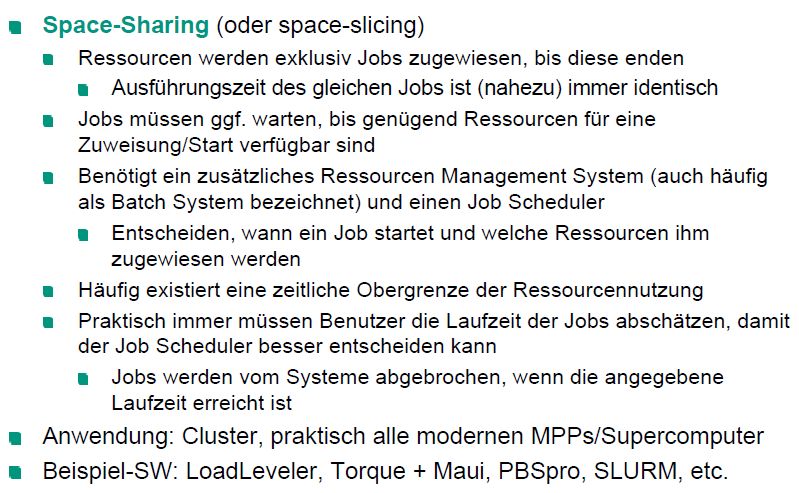 Space-Sharing (oder space-slicing)
Ressourcen werden exklusiv Jobs zugewiesen, bis diese enden
Ausführungszeit des gleichen Jobs ist (nahezu) immer identisch
Jobs müssen ggf. warten, bis genügend Ressourcen für eine
Zuweisung/Start verfügbar sind
Benötigt ein zusätzliches Ressourcen Management System (auch häufig
als Batch System bezeichnet) und einen Job Scheduler
Entscheiden, wann ein Job startet und welche Ressourcen ihm
zugewiesen werden
Häufig existiert eine zeitliche Obergrenze der Ressourcennutzung
Praktisch immer müssen Benutzer die Laufzeit der Jobs abschätzen, damit
der Job Scheduler besser entscheiden kann
Jobs werden vom Systeme abgebrochen, wenn die angegebene
Laufzeit erreicht ist
Anwendung: Cluster, praktisch alle modernen MPPs/Supercomputer
Beispiel-SW: LoadLeveler, Torque + Maui, PBSpro, SLURM, etc.